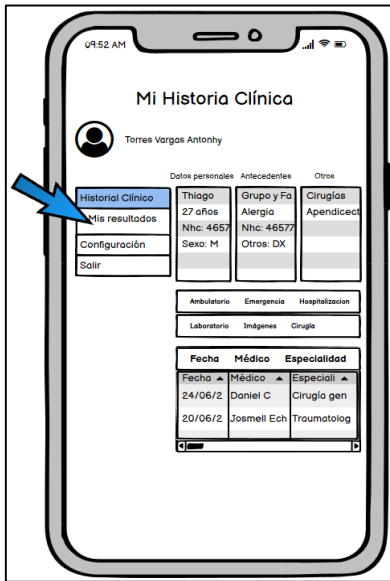 09:52 AM
Mi Historia Clínica
Torres Vargas Antonhy
Historial Clínico
Mis resultados
Configuración
Salir
Datos personales Antecedentes Otros
Thiago Grupo y Fa Cirugías
27 años Alergia Apendicect
Nhc: 4657 Nhc: 46577
Sexo: M Otros: DX
Ambulatorio Emergencia Hospitalizacion
Laboratorio Imágenes Cirugía
Fecha Médico Especialidad
Fecha Médico Especiali
24/06/2 Daniel C Cirugía gen
20/06/2 Josmell Ech Traumatolog